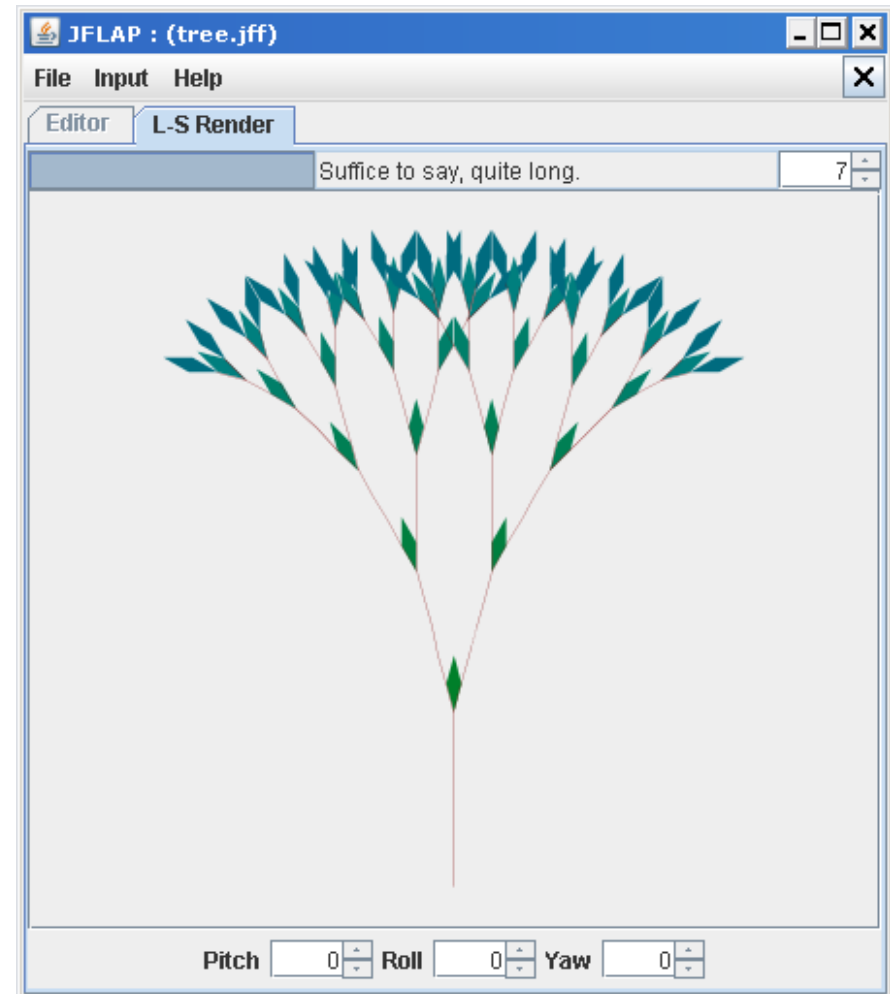 JFLAP : (tree.jff)
File Input Help
Editor L-S Render
Suffice to say, quite long. 7
Pitch 0 Roll 0 Yaw 0